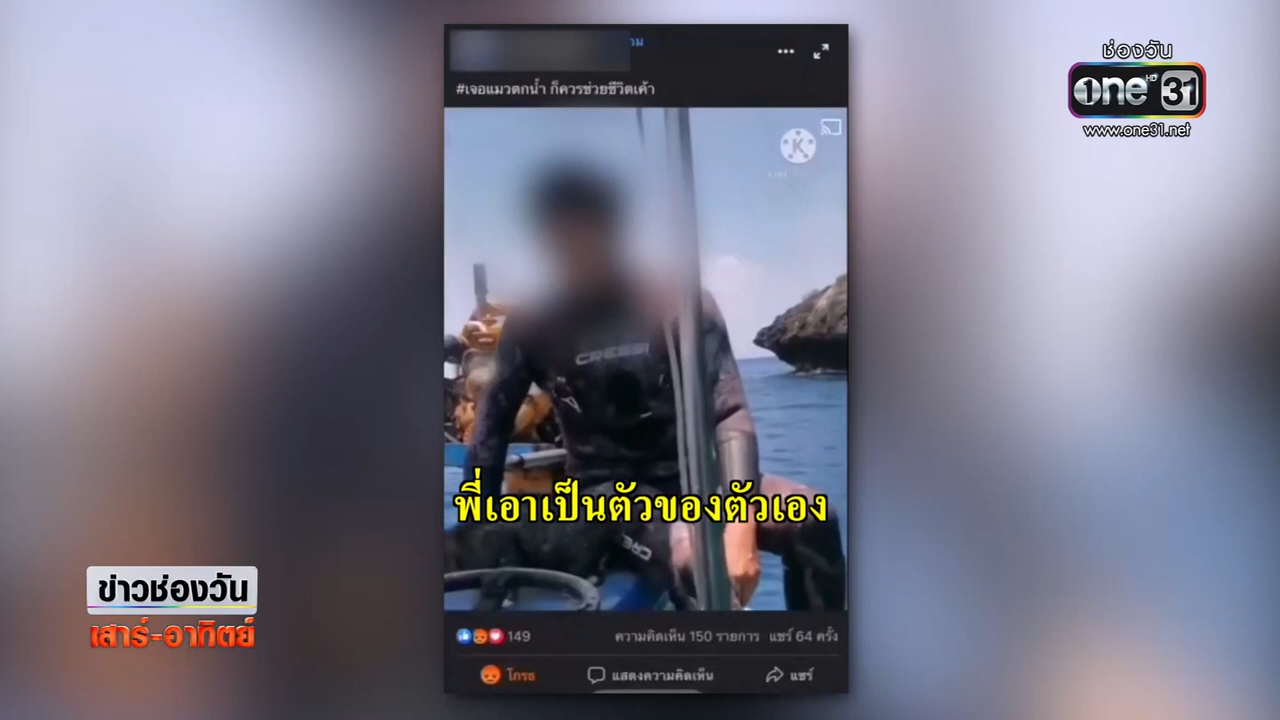 าม
#เจอแมวตกน้ำ ก็ควรช่วยชีวิตเค้า
ช่องวัน
one HD 31
www.one31.net
K
CRESSI
พี่เอาเป็นตัวของตัวเอง
CRE
ข่าวช่องวัน
เสาร์-อาทิตย์
149
ความคิดเห็น 150 รายการ แชร์ 64 ครั้ง
โกรธ
แสดงความคิดเห็น
แชร์